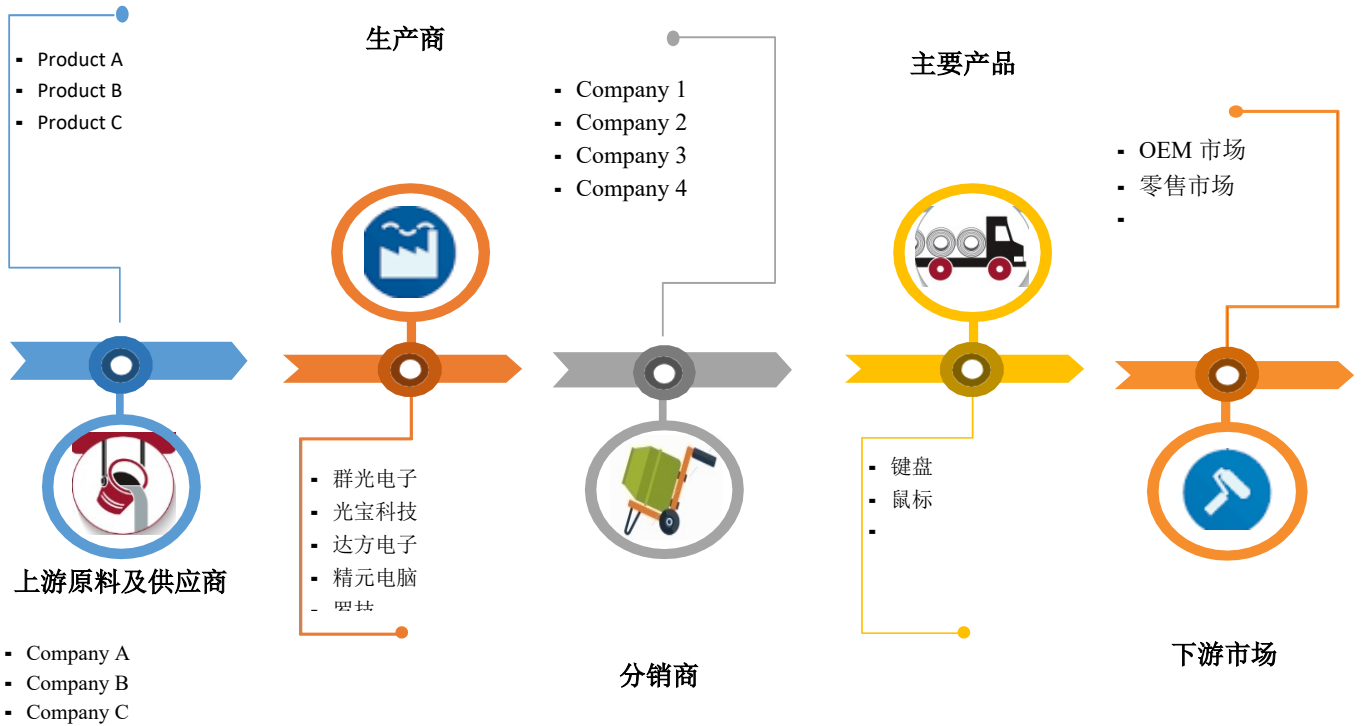 - Product A
- Product B
- Product C
上游原料及供应商
- Company A
- Company B
- Company C
生产商
- 群光电子
- 光宝科技
- 达方电子
- 精元电脑
- Company 1
- Company 2
- Company 3
- Company 4
分销商
主要产品
- 键盘
- 鼠标
-
- OEM 市场
- 零售市场
-
下游市场